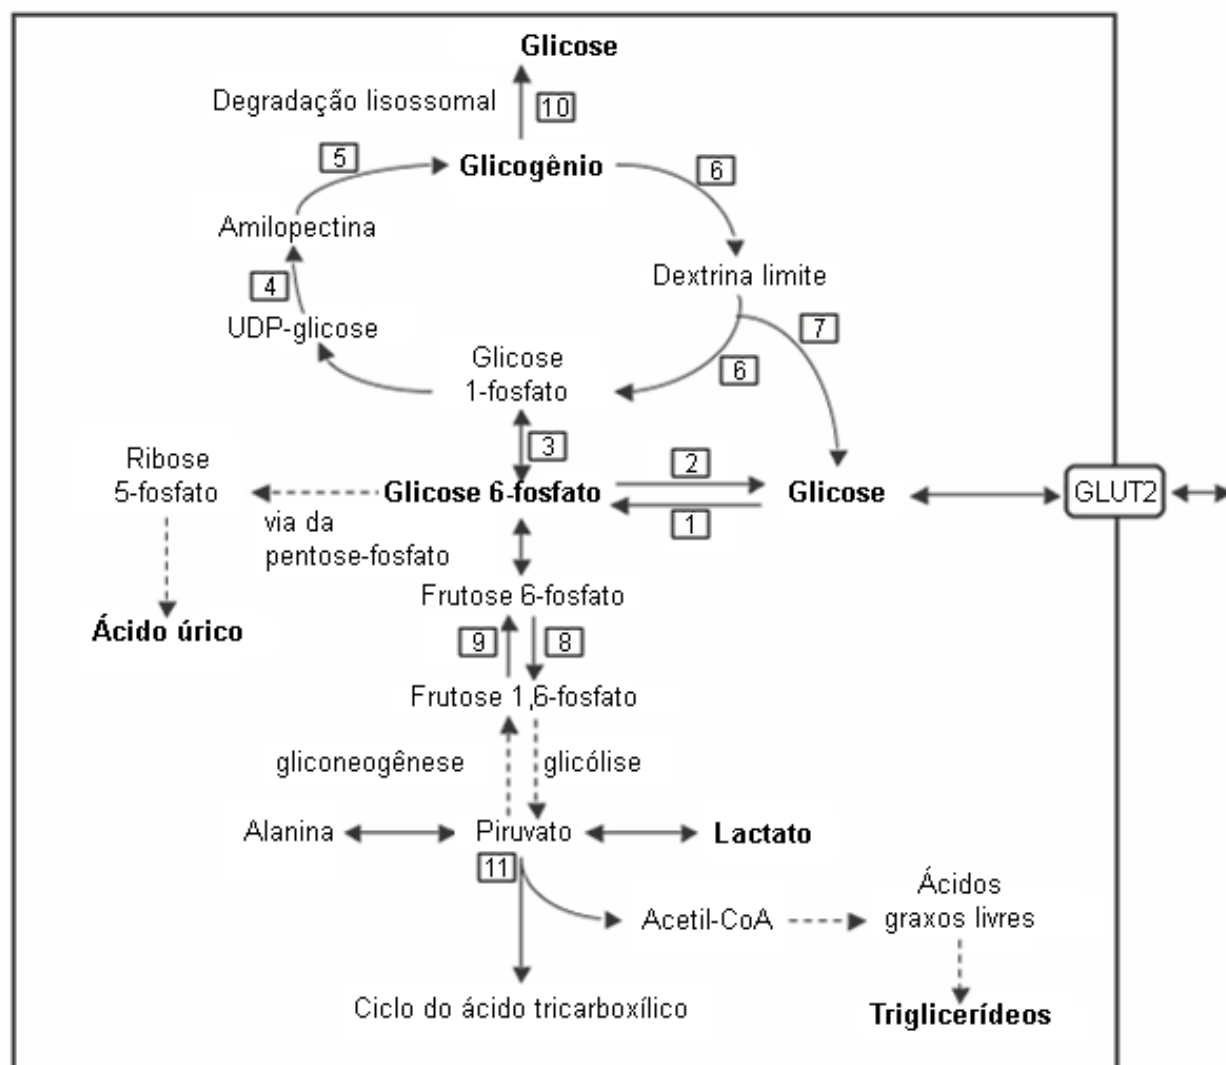 Glicose
Degradação lisossomal
10
5
Glicogênio
6
Amilopectina
Dextrina limite
4
UDP-glicose
7
Glicose
1-fosfato
6
3
Ribose
5-fosfato
2
Glicose 6-fosfato
Glicose
GLUT2
1
via da
pentose-fosfato
Frutose 6-fosfato
Ácido úrico
9
8
Frutose 1,6-fosfato
gliconeogênese
glicólise
Alanina
Piruvato
Lactato
11
Acetil-CoA
Ácidos
graxos livres
Ciclo do ácido tricarboxílico
Triglicerídeos